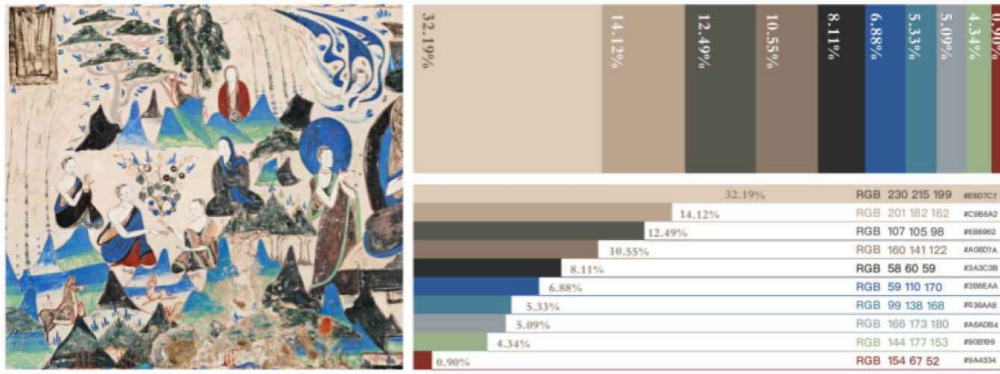 32.19%
14.12%
12.49%
10.55%
8.11%
6.88%
5.33%
5.09%
4.34%
0.90%
32.19% RGB 230 215 199 #E6D7C7
14.12% RGB 201 182 162 #C9B6A2
12.49% RGB 107 105 98 #6B6962
10.55% RGB 160 141 122 #A08D7A
8.11% RGB 58 60 59 #3A3C3B
6.88% RGB 59 110 170 #3B6EAA
5.33% RGB 99 138 168 #638AA8
5.09% RGB 166 173 180 #A6ADB4
4.34% RGB 144 177 153 #90B199
0.90% RGB 154 67 52 #9A4334